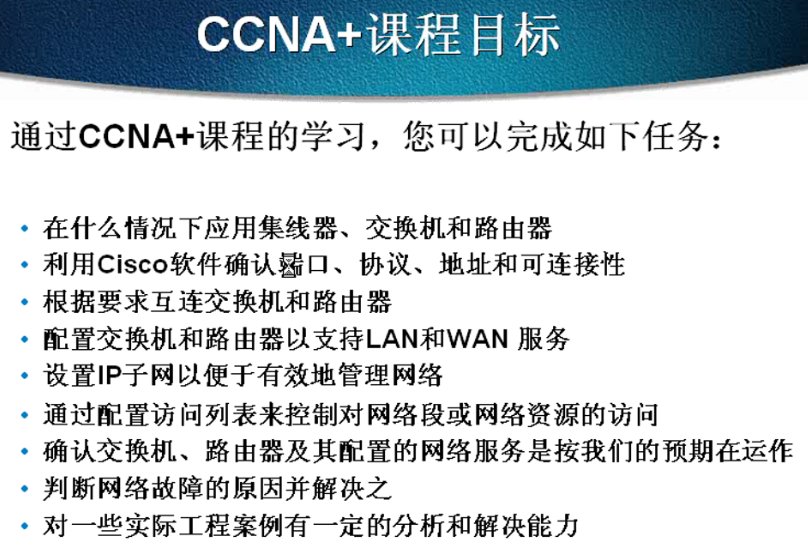 CCNA+课程目标
通过CCNA+课程的学习，您可以完成如下任务：
• 在什么情况下应用集线器、交换机和路由器
• 利用Cisco软件确认端口、协议、地址和可连接性
• 根据要求互连交换机和路由器
• 配置交换机和路由器以支持LAN和WAN 服务
• 设置IP子网以便于有效地管理网络
• 通过配置访问列表来控制对网络段或网络资源的访问
• 确认交换机、路由器及其配置的网络服务是按我们的预期在运作
• 判断网络故障的原因并解决之
• 对一些实际工程案例有一定的分析和解决能力